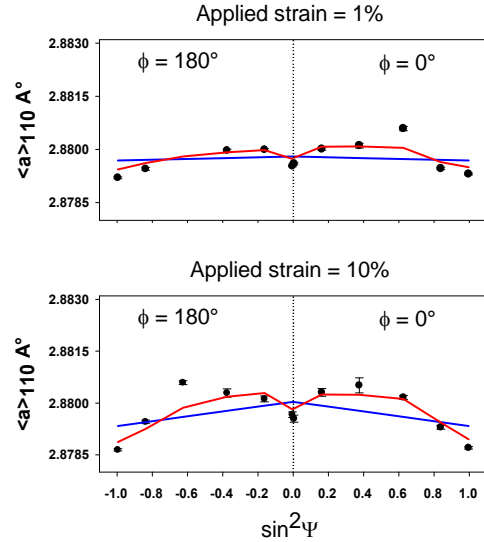 Applied strain = 1%
2.8830
ϕ = 180°
ϕ = 0°
2.8815
2.8800
2.8785
<a>110 A°
Applied strain = 10%
2.8830
ϕ = 180°
ϕ = 0°
2.8815
2.8800
2.8785
<a>110 A°
-1.0 -0.8 -0.6 -0.4 -0.2 0.0 0.2 0.4 0.6 0.8 1.0
sin²Ψ